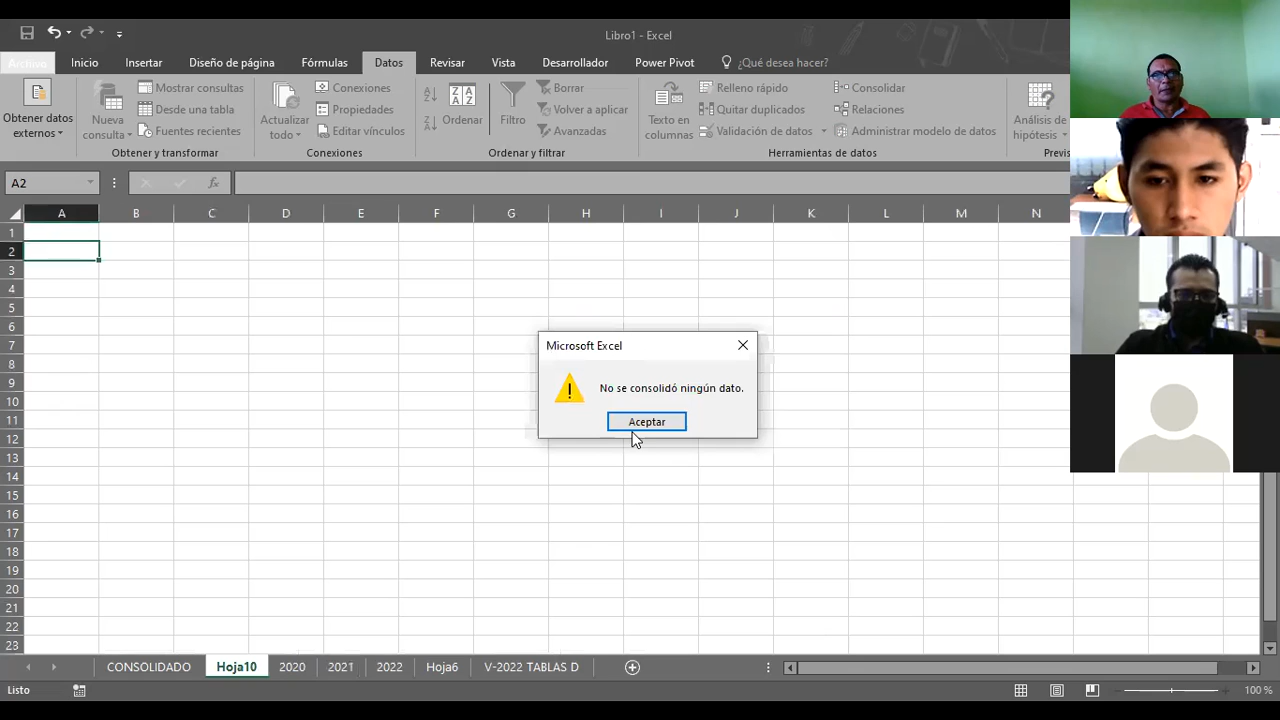 Libro1 - Excel
Archivo Inicio Insertar Diseño de página Fórmulas Datos Revisar Vista Desarrollador Power Pivot ¿Qué desea hacer?
Obtener datos externos
Nueva consulta
Mostrar consultas
Desde una tabla
Fuentes recientes
Obtener y transformar
Actualizar todo
Conexiones
Propiedades
Editar vínculos
Conexiones
Ordenar
Filtro
Borrar
Volver a aplicar
Avanzadas
Ordenar y filtrar
Texto en columnas
Relleno rápido
Quitar duplicados
Validación de datos
Consolidar
Relaciones
Administrar modelo de datos
Herramientas de datos
Análisis de hipótesis
Previs
A2
fx
A B C D E F G H I J K L M N
1
2
3
4
5
6
7
8
9
10
11
12
13
14
15
16
17
18
19
20
21
22
23
Microsoft Excel
No se consolidó ningún dato.
Aceptar
CONSOLIDADO Hoja10 2020 2021 2022 Hoja6 V-2022 TABLAS D
Listo
100 %